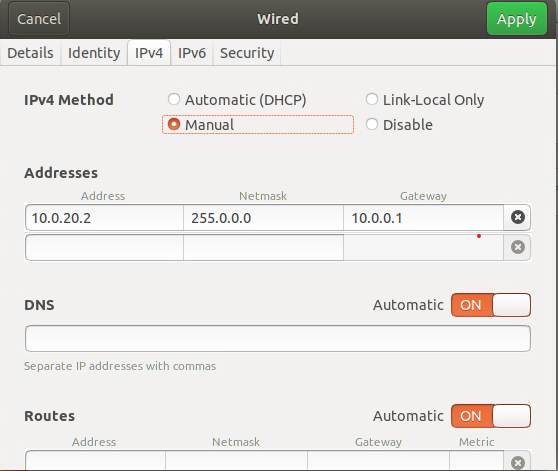 Cancel Wired Apply
Details Identity IPv4 IPv6 Security
IPv4 Method Automatic (DHCP) Link-Local Only
Manual Disable
Addresses
Address Netmask Gateway
10.0.20.2 255.0.0.0 10.0.0.1
DNS Automatic ON
Separate IP addresses with commas
Routes Automatic ON
Address Netmask Gateway Metric